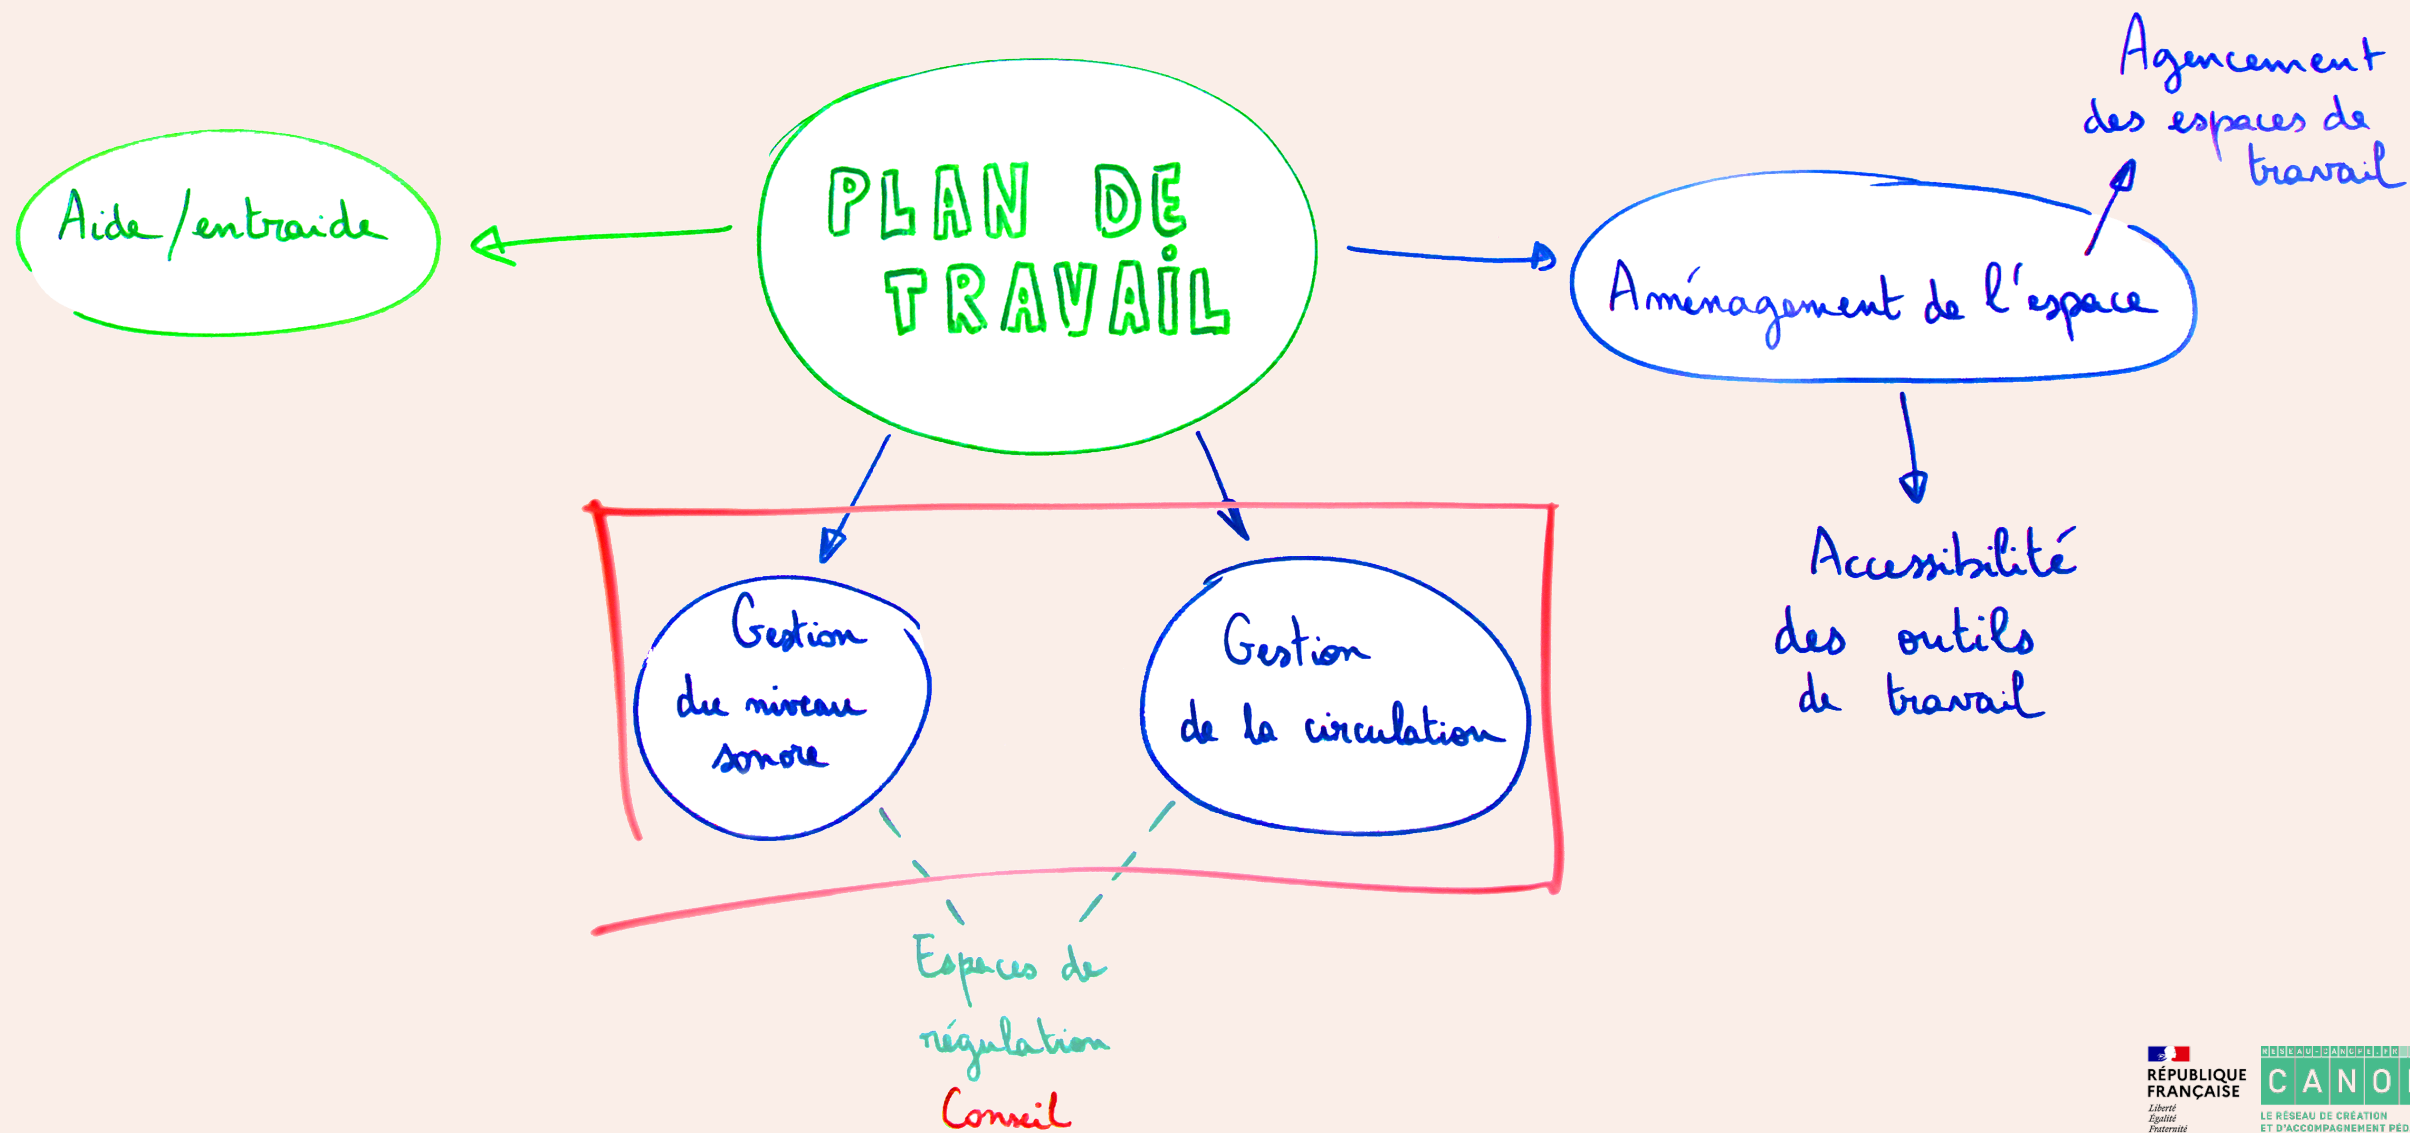 Agencement
des espaces de
travail
PLAN DE
TRAVAIL
Aide/entraide
Aménagement de l'espace
Accessibilité
des outils
de travail
Gestion
du niveau
sonore
Gestion
de la circulation
Espaces de
régulation
Conseil
RÉPUBLIQUE
FRANÇAISE
Liberté
Égalité
Fraternité
CANO
LE RÉSEAU DE CRÉATION
ET D'ACCOMPAGNEMENT PÉD